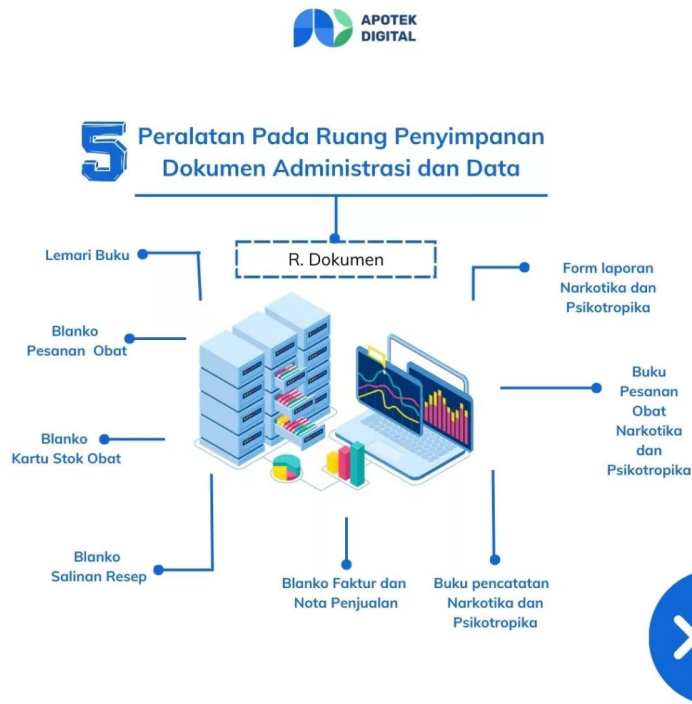 APOTEK
DIGITAL
5
Peralatan Pada Ruang Penyimpanan
Dokumen Administrasi dan Data
R. Dokumen
Lemari Buku
Blanko
Pesanan Obat
Blanko
Kartu Stok Obat
Blanko
Salinan Resep
Blanko Faktur dan
Nota Penjualan
Buku pencatatan
Narkotika dan
Psikotropika
Form laporan
Narkotika dan
Psikotropika
Buku
Pesanan
Obat
Narkotika
dan
Psikotropika